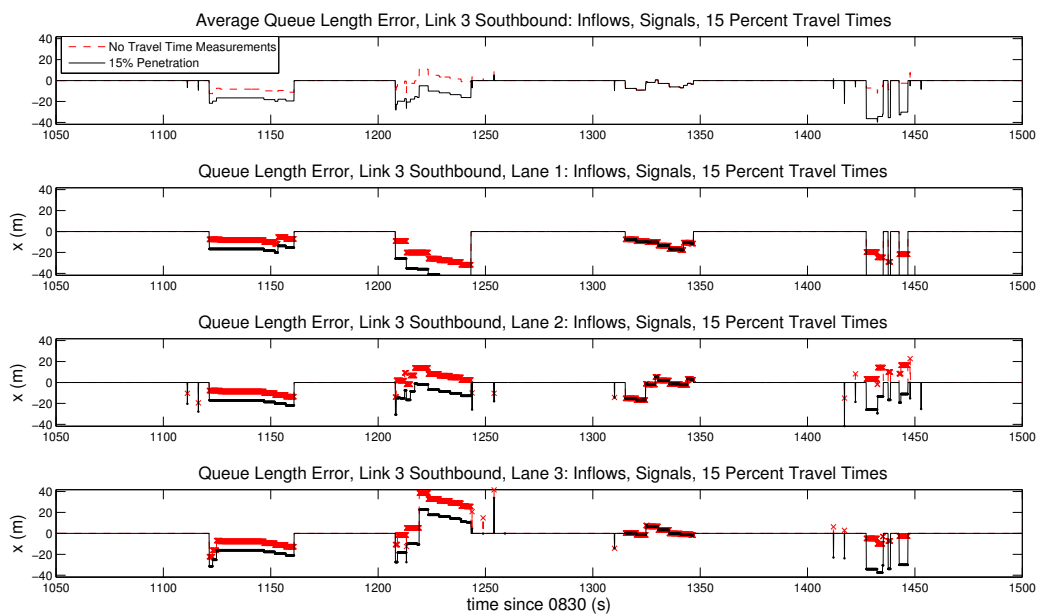 Average Queue Length Error, Link 3 Southbound: Inflows, Signals, 15 Percent Travel Times
40
20
0
−20
−40
No Travel Time Measurements
15% Penetration
1050 1100 1150 1200 1250 1300 1350 1400 1450 1500
Queue Length Error, Link 3 Southbound, Lane 1: Inflows, Signals, 15 Percent Travel Times
x (m)
40
20
0
−20
−40
1050 1100 1150 1200 1250 1300 1350 1400 1450 1500
Queue Length Error, Link 3 Southbound, Lane 2: Inflows, Signals, 15 Percent Travel Times
x (m)
40
20
0
−20
−40
1050 1100 1150 1200 1250 1300 1350 1400 1450 1500
Queue Length Error, Link 3 Southbound, Lane 3: Inflows, Signals, 15 Percent Travel Times
x (m)
40
20
0
−20
−40
1050 1100 1150 1200 1250 1300 1350 1400 1450 1500
time since 0830 (s)